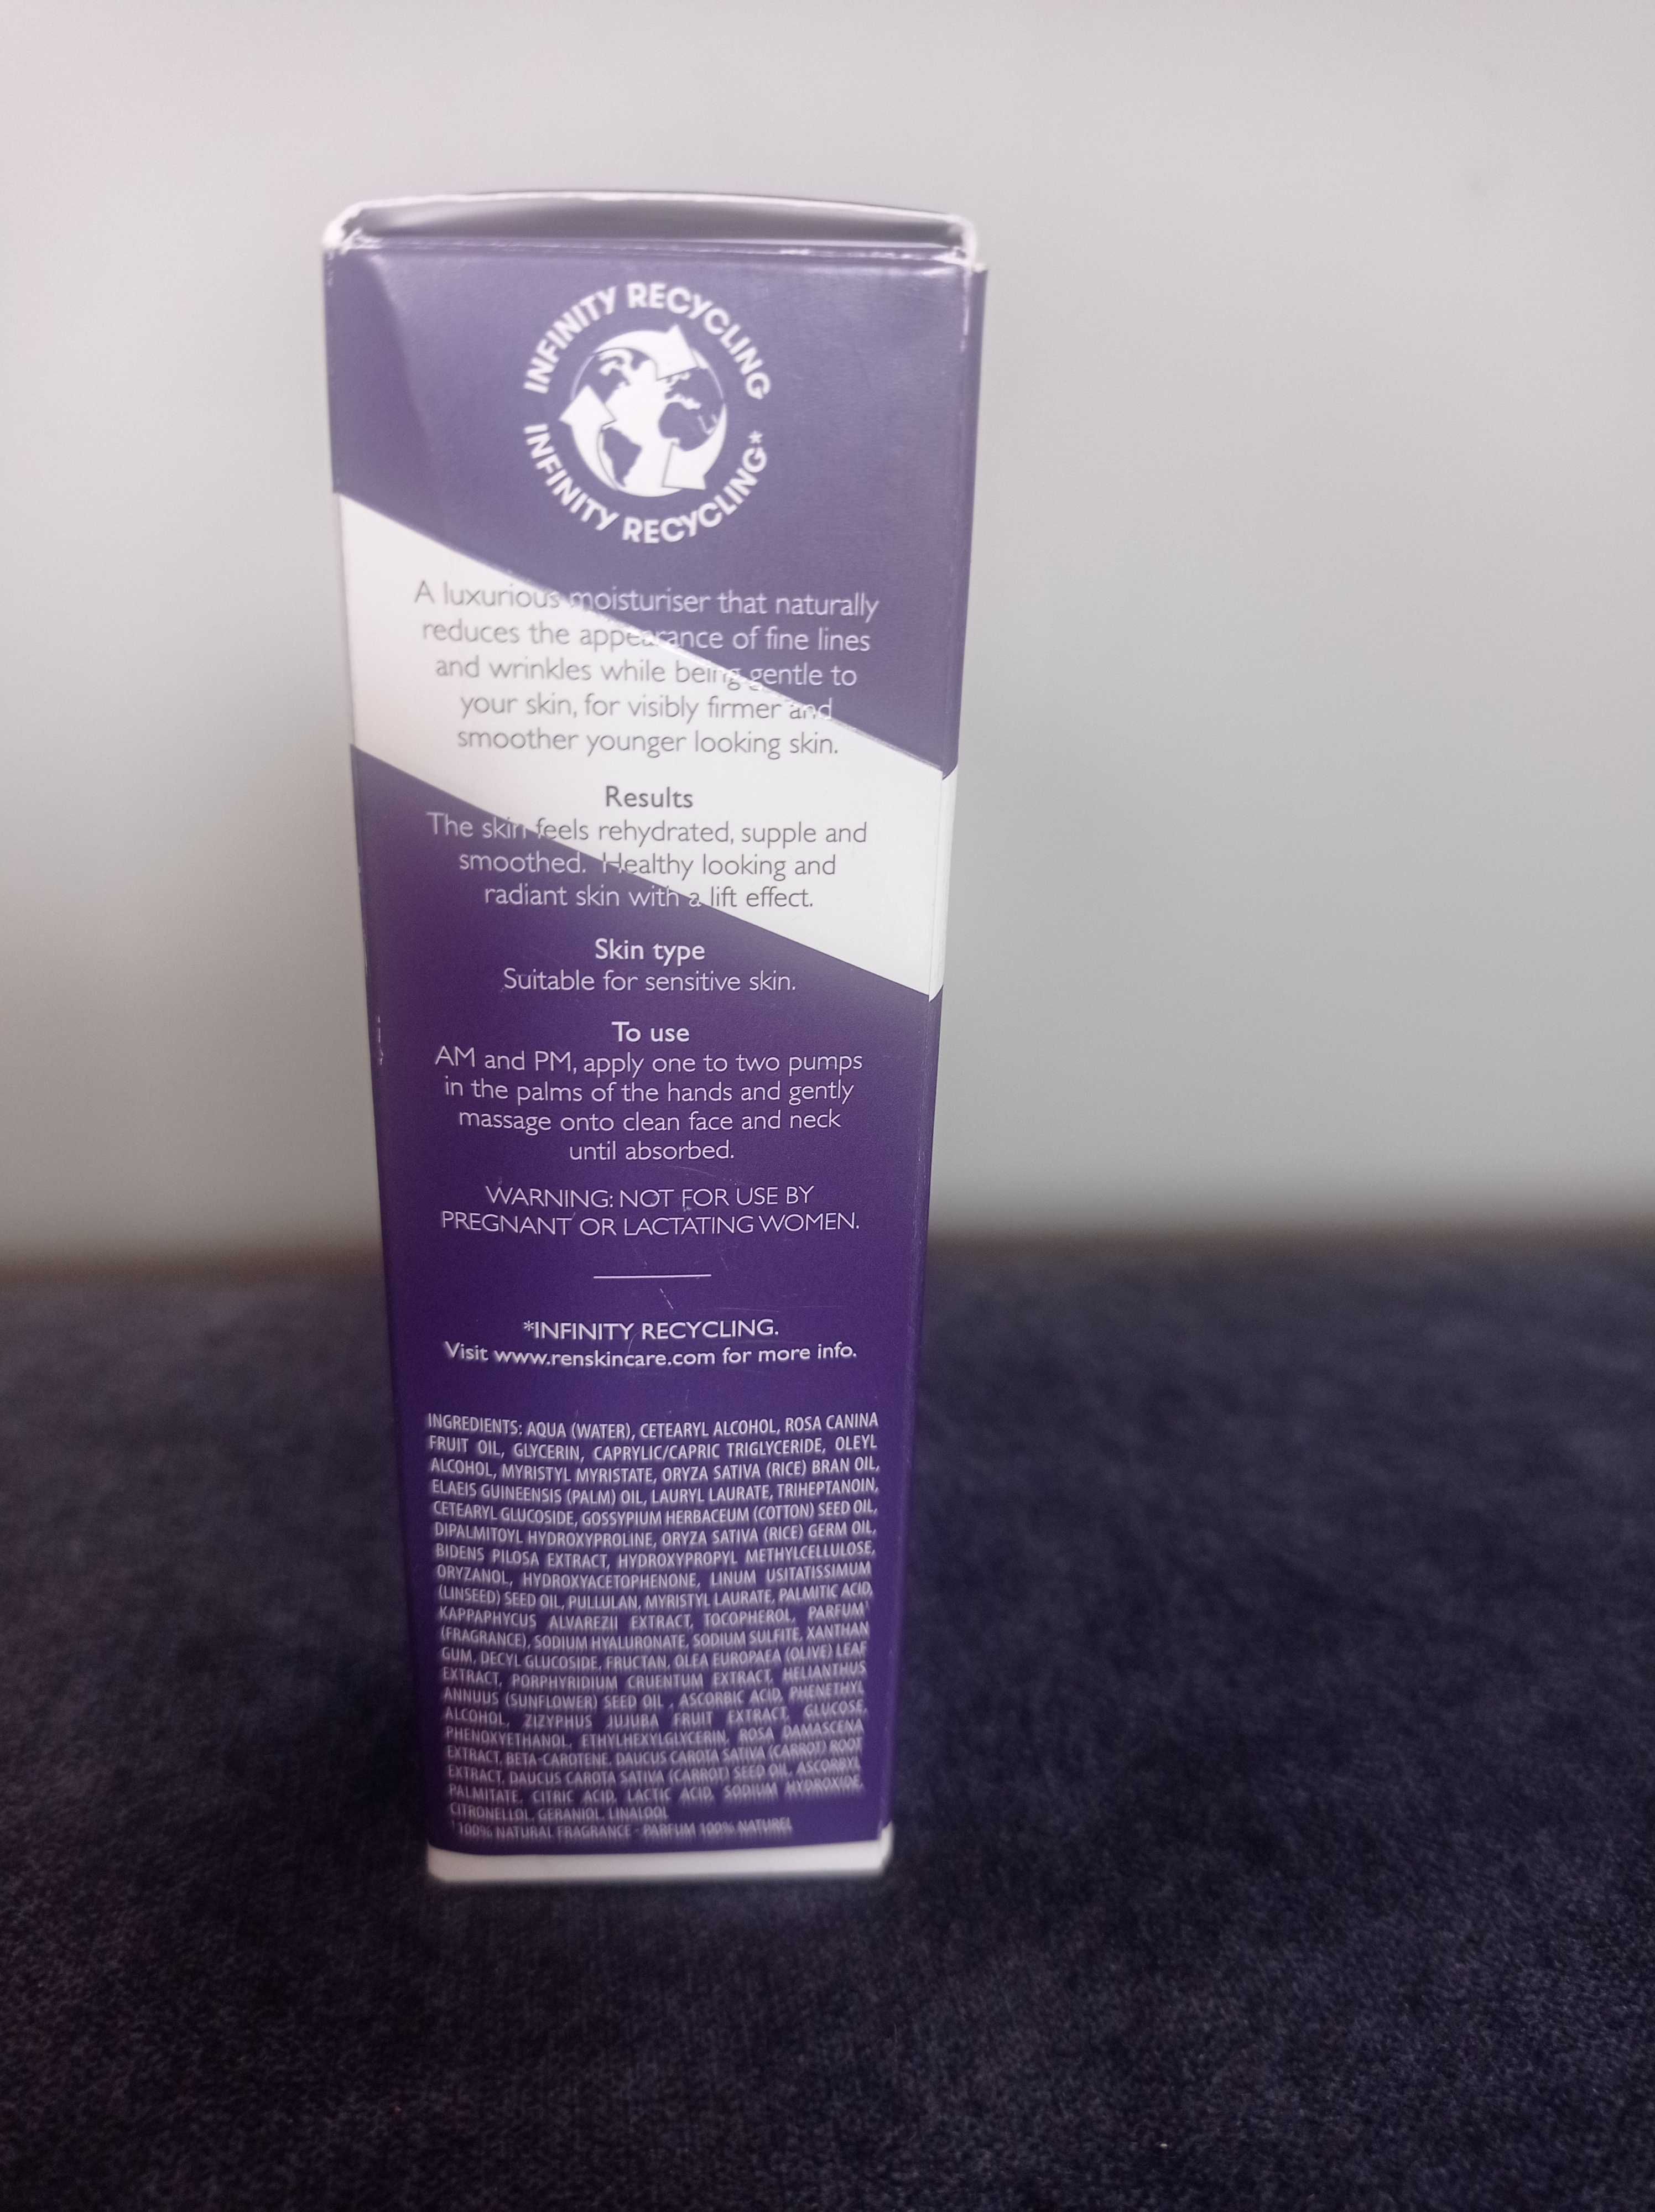 INFINITY RECYCLING
INFINITY RECYCLING*
A luxurious moisturiser that naturally
reduces the appearance of fine lines
and wrinkles while being gentle to
your skin, for visibly firmer and
smoother younger looking skin.
Results
The skin feels rehydrated, supple and
smoothed. Healthy looking and
radiant skin with a lift effect.
Skin type
Suitable for sensitive skin.
To use
AM and PM, apply one to two pumps
in the palms of the hands and gently
massage onto clean face and neck
until absorbed.
WARNING: NOT FOR USE BY
PREGNANT OR LACTATING WOMEN.
*INFINITY RECYCLING.
Visit www.renskincare.com for more info.
INGREDIENTS: AQUA (WATER), CETEARYL ALCOHOL, ROSA CANINA
FRUIT OIL, GLYCERIN, CAPRYLIC/CAPRIC TRIGLYCERIDE, OLEYL
ALCOHOL, MYRISTYL MYRISTATE, ORYZA SATIVA (RICE) BRAN OIL,
ELAEIS GUINEENSIS (PALM) OIL, LAURYL LAURATE, TRIHEPTANOIN,
CETEARYL GLUCOSIDE, GOSSYPIUM HERBACEUM (COTTON) SEED OIL,
DIPALMITOYL HYDROXYPROLINE, ORYZA SATIVA (RICE) GERM OIL,
BIDENS PILOSA EXTRACT, HYDROXYPROPYL METHYLCELLULOSE,
ORYZANOL, HYDROXYACETOPHENONE, LINUM USITATISSIMUM
(LINSEED) SEED OIL, PULLULAN, MYRISTYL LAURATE, PALMITIC ACID,
KAPPAPHYCUS ALVAREZII EXTRACT, TOCOPHEROL, PARFUM¹
(FRAGRANCE), SODIUM HYALURONATE, SODIUM SULFITE, XANTHAN
GUM, DECYL GLUCOSIDE, FRUCTAN, OLEA EUROPAEA (OLIVE) LEAF
EXTRACT, PORPHYRIDIUM CRUENTUM EXTRACT, HELIANTHUS
ANNUUS (SUNFLOWER) SEED OIL , ASCORBIC ACID, PHENETHYL
ALCOHOL, ZIZYPHUS JUJUBA FRUIT EXTRACT, GLUCOSE,
PHENOXYETHANOL, ETHYLHEXYLGLYCERIN, ROSA DAMASCENA
EXTRACT, BETA-CAROTENE, DAUCUS CAROTA SATIVA (CARROT) ROOT
EXTRACT, DAUCUS CAROTA SATIVA (CARROT) SEED OIL, ASCORBYL
PALMITATE, CITRIC ACID, LACTIC ACID, SODIUM HYDROXIDE,
CITRONELLOL, GERANIOL, LINALOOL
¹100% NATURAL FRAGRANCE - PARFUM 100% NATUREL